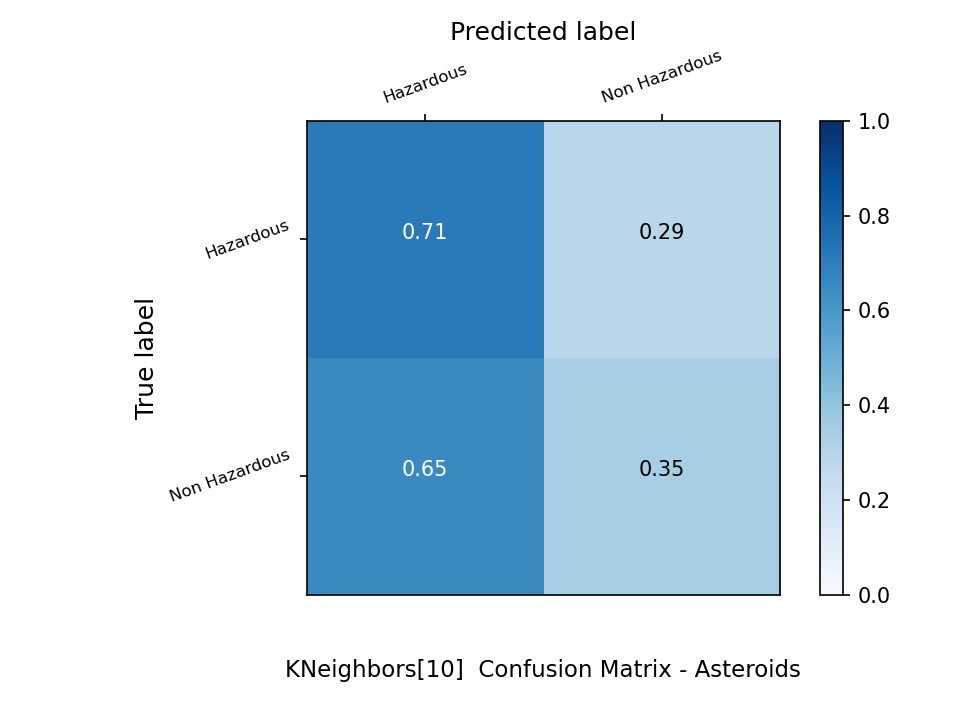 Predicted label
Hazardous
Non Hazardous
1.0
Hazardous
0.71
0.29
0.8
0.6
True label
0.4
Non Hazardous
0.65
0.35
0.2
0.0
KNeighbors[10]  Confusion Matrix - Asteroids